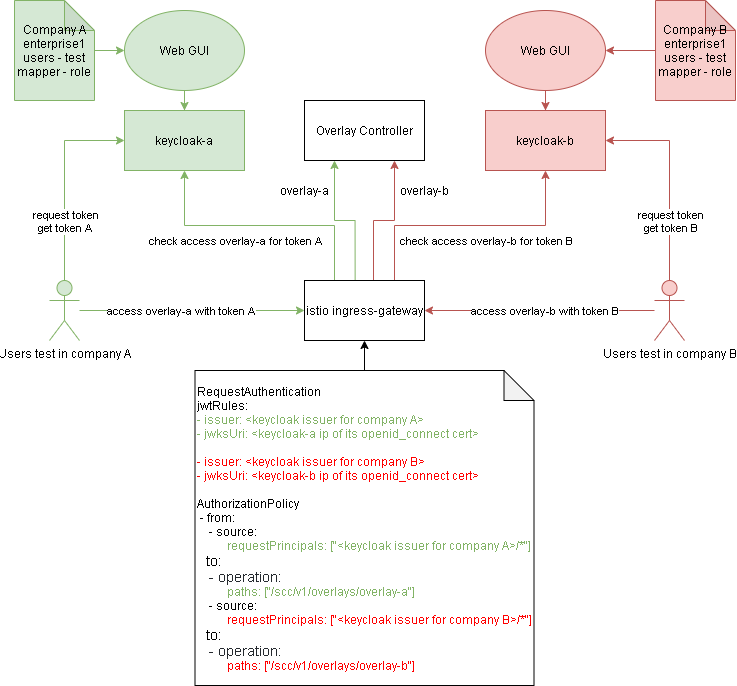 Company A
enterprise1
users - test
mapper - role
Web GUI
Web GUI
Company B
enterprise1
users - test
mapper - role
keycloak-a
Overlay Controller
keycloak-b
overlay-a
overlay-b
request token
get token A
check access overlay-a for token A
check access overlay-b for token B
request token
get token B
access overlay-a with token A
istio ingress-gateway
access overlay-b with token B
Users test in company A
Users test in company B
RequestAuthentication
jwtRules:
- issuer: <keycloak issuer for company A>
- jwksUri: <keycloak-a ip of its openid_connect cert>
- issuer: <keycloak issuer for company B>
- jwksUri: <keycloak-b ip of its openid_connect cert>
AuthorizationPolicy
- from:
- source:
requestPrincipals: ["<keycloak issuer for company A>/*"]
to:
- operation:
paths: ["/scc/v1/overlays/overlay-a"]
- source:
requestPrincipals: ["<keycloak issuer for company B>/*"]
to:
- operation:
paths: ["/scc/v1/overlays/overlay-b"]